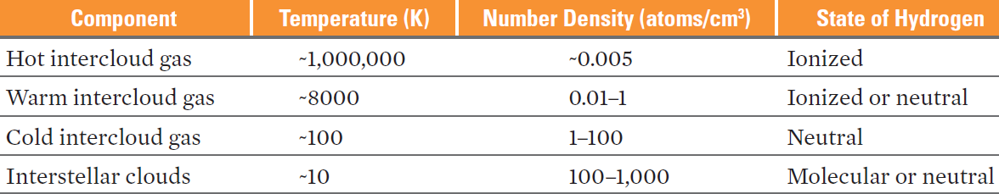 Component Temperature (K) Number Density (atoms/cm³) State of Hydrogen
Hot intercloud gas ~1,000,000 ~0.005 Ionized
Warm intercloud gas ~8000 0.01–1 Ionized or neutral
Cold intercloud gas ~100 1–100 Neutral
Interstellar clouds ~10 100–1,000 Molecular or neutral